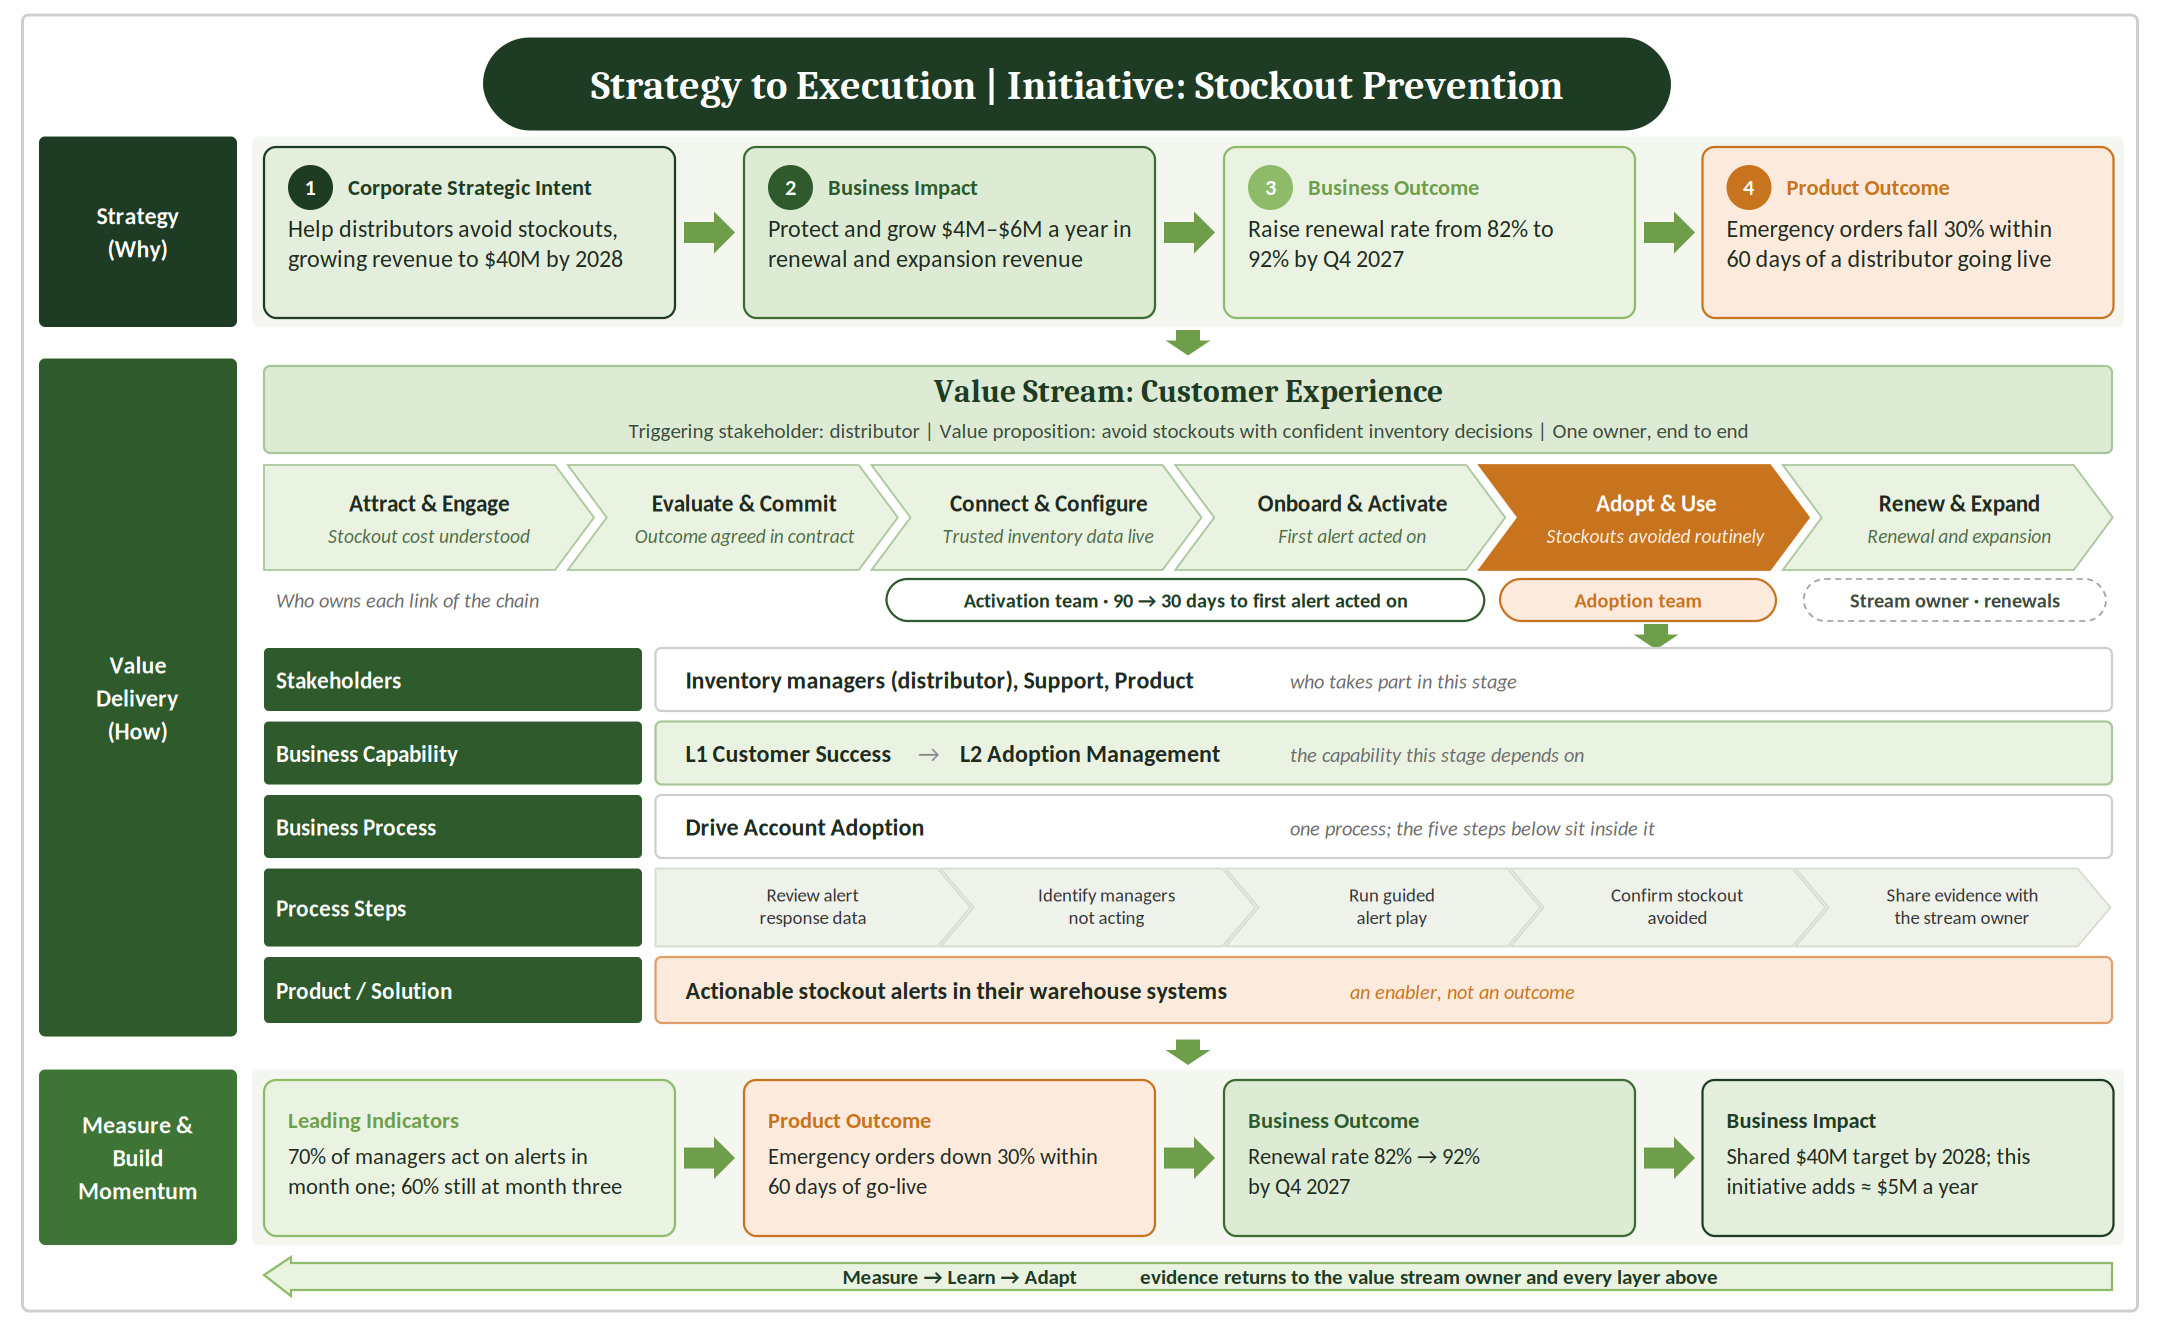 Strategy to Execution | Initiative: Stockout Prevention
Strategy
(Why)
1 Corporate Strategic Intent
Help distributors avoid stockouts,
growing revenue to $40M by 2028
2 Business Impact
Protect and grow $4M–$6M a year in
renewal and expansion revenue
3 Business Outcome
Raise renewal rate from 82% to
92% by Q4 2027
4 Product Outcome
Emergency orders fall 30% within
60 days of a distributor going live
Value
Delivery
(How)
Value Stream: Customer Experience
Triggering stakeholder: distributor | Value proposition: avoid stockouts with confident inventory decisions | One owner, end to end
Attract & Engage
Stockout cost understood
Evaluate & Commit
Outcome agreed in contract
Connect & Configure
Trusted inventory data live
Onboard & Activate
First alert acted on
Adopt & Use
Stockouts avoided routinely
Renew & Expand
Renewal and expansion
Who owns each link of the chain
Activation team · 90 → 30 days to first alert acted on
Adoption team
Stream owner · renewals
Stakeholders
Inventory managers (distributor), Support, Product
who takes part in this stage
Business Capability
L1 Customer Success → L2 Adoption Management
the capability this stage depends on
Business Process
Drive Account Adoption
one process; the five steps below sit inside it
Process Steps
Review alert
response data
Identify managers
not acting
Run guided
alert play
Confirm stockout
avoided
Share evidence with
the stream owner
Product / Solution
Actionable stockout alerts in their warehouse systems
an enabler, not an outcome
Measure &
Build
Momentum
Leading Indicators
70% of managers act on alerts in
month one; 60% still at month three
Product Outcome
Emergency orders down 30% within
60 days of go-live
Business Outcome
Renewal rate 82% → 92%
by Q4 2027
Business Impact
Shared $40M target by 2028; this
initiative adds ≈ $5M a year
Measure → Learn → Adapt
evidence returns to the value stream owner and every layer above